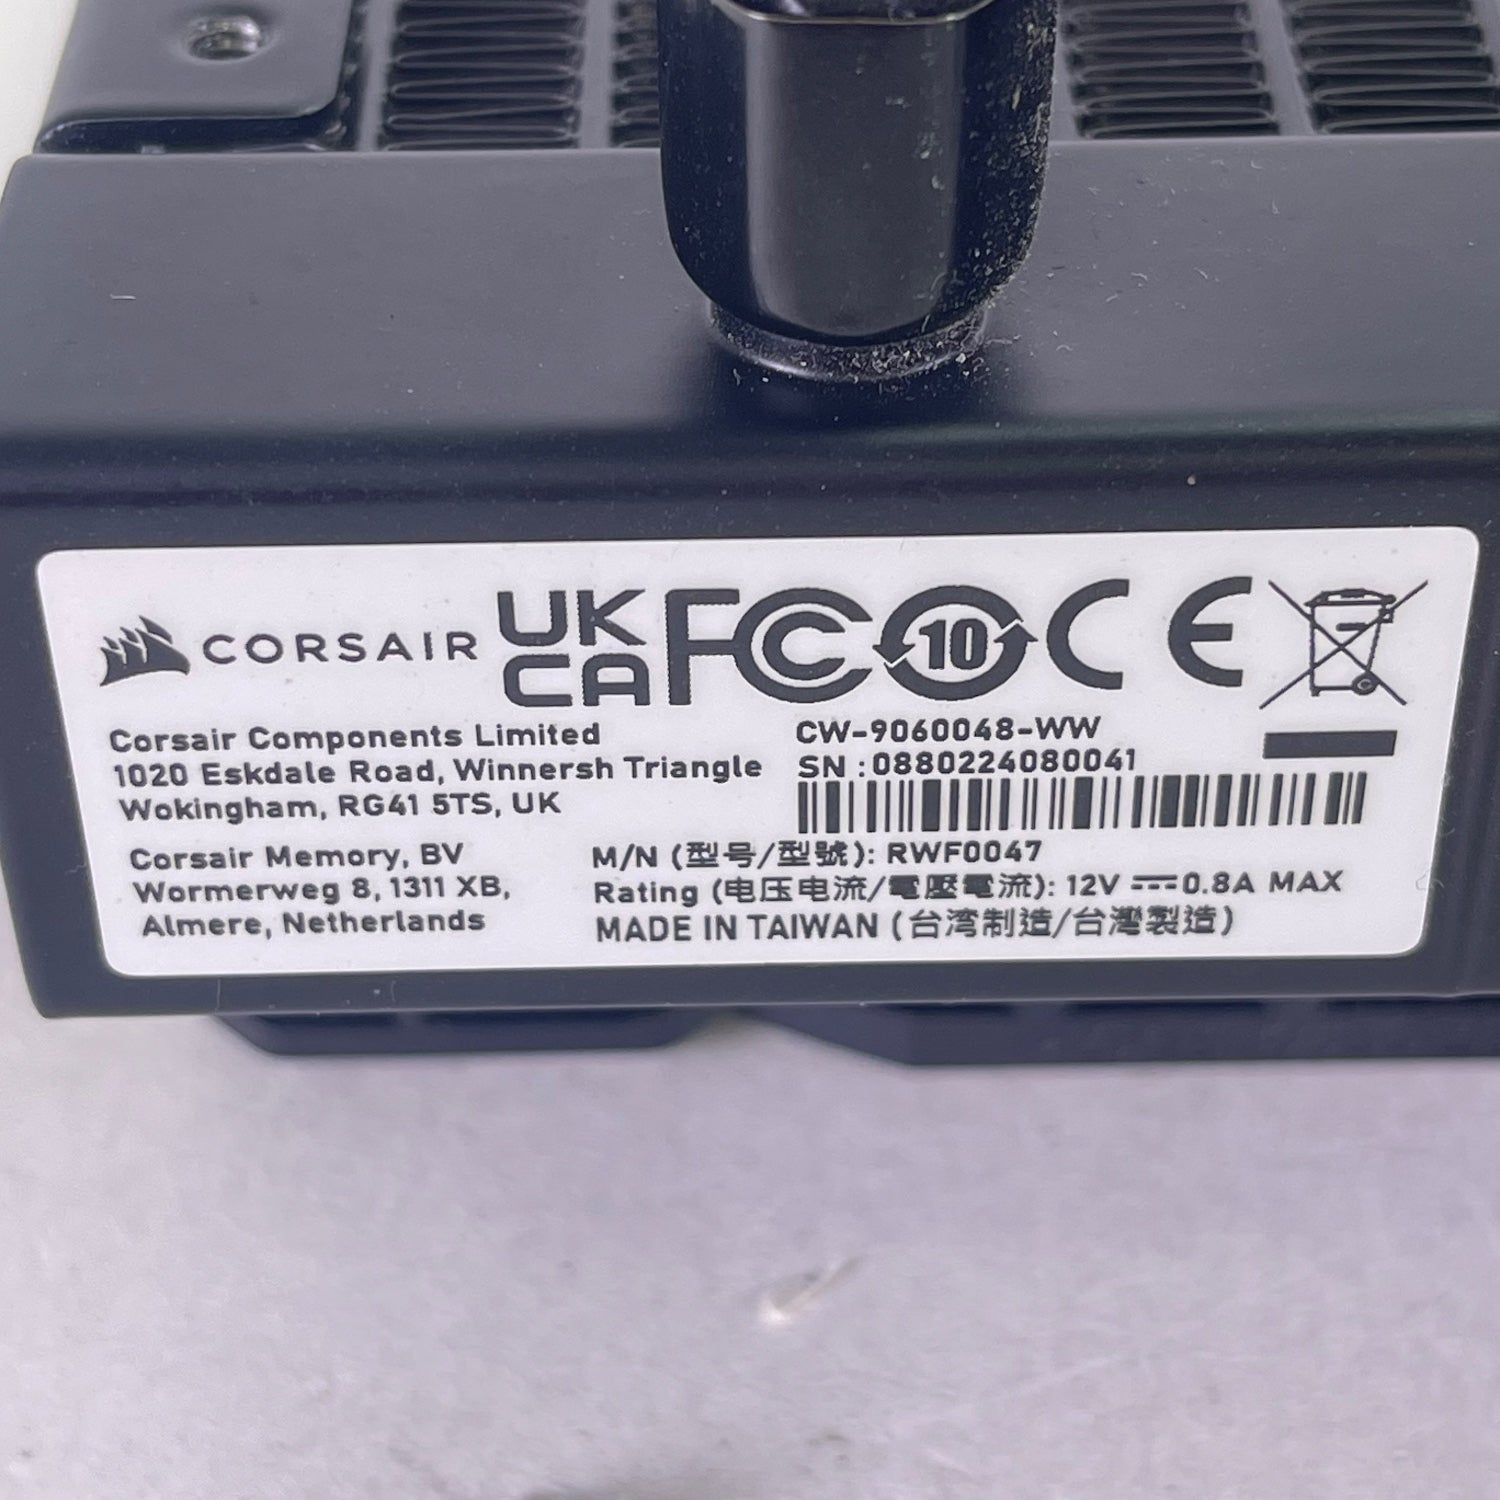 CORSAIR UK CA FC 10 CE
Corsair Components Limited
1020 Eskdale Road, Winnersh Triangle
Wokingham, RG41 5TS, UK
CW-9060048-WW
SN :0880224080041
Corsair Memory, BV
Wormerweg 8, 1311 XB,
Almere, Netherlands
M/N (型号/型號): RWF0047
Rating (电压电流/電壓電流): 12V ⎓0.8A MAX
MADE IN TAIWAN (台湾制造/台灣製造)